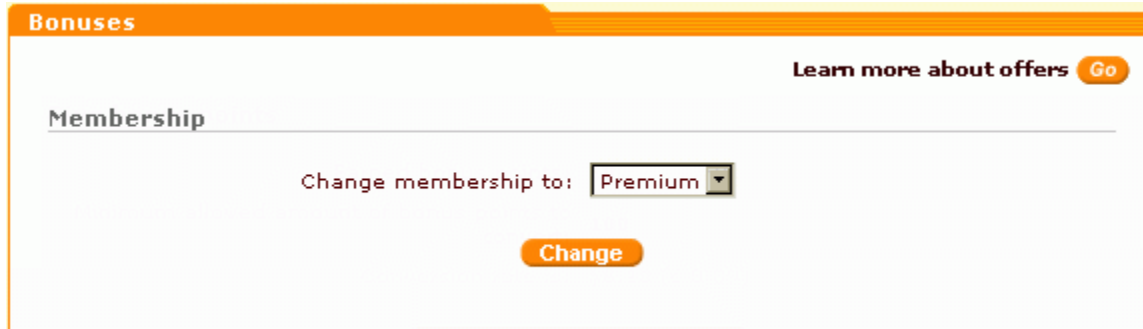 Bonuses
Learn more about offers Go
Membership
Change membership to: Premium
Change